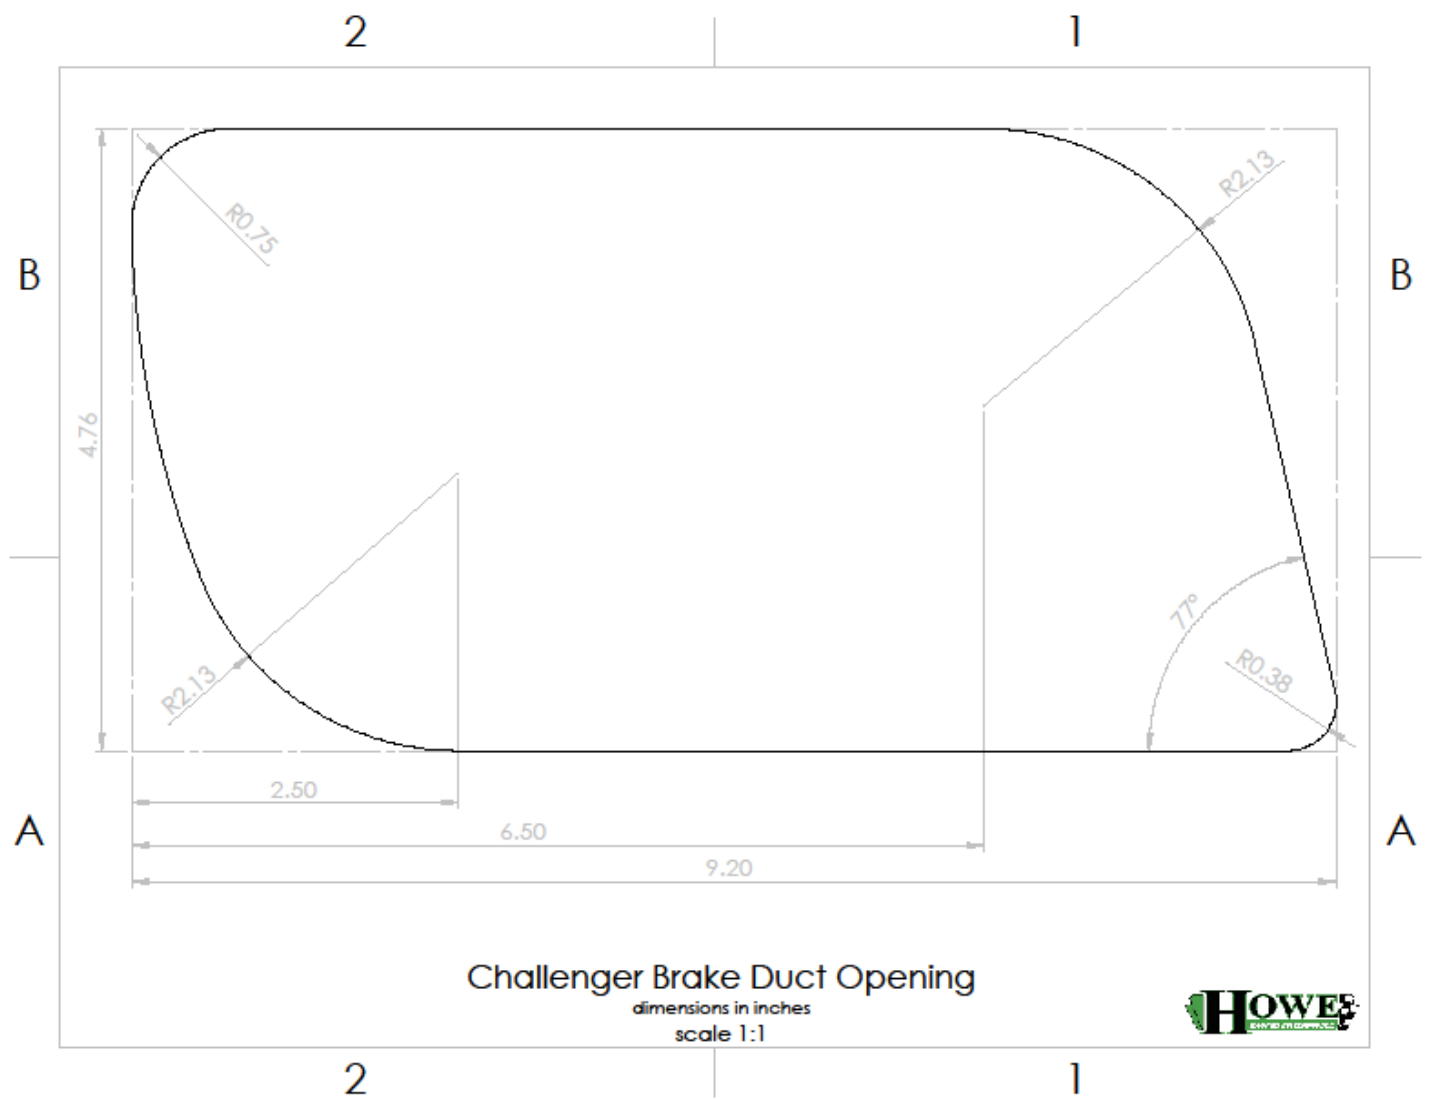 2
1
R2.13
R0.75
B
B
4.76
77°
R0.38
R2.13
2.50
A
A
6.50
9.20
Challenger Brake Duct Opening
dimensions in inches
scale 1:1
HOWE
2
1